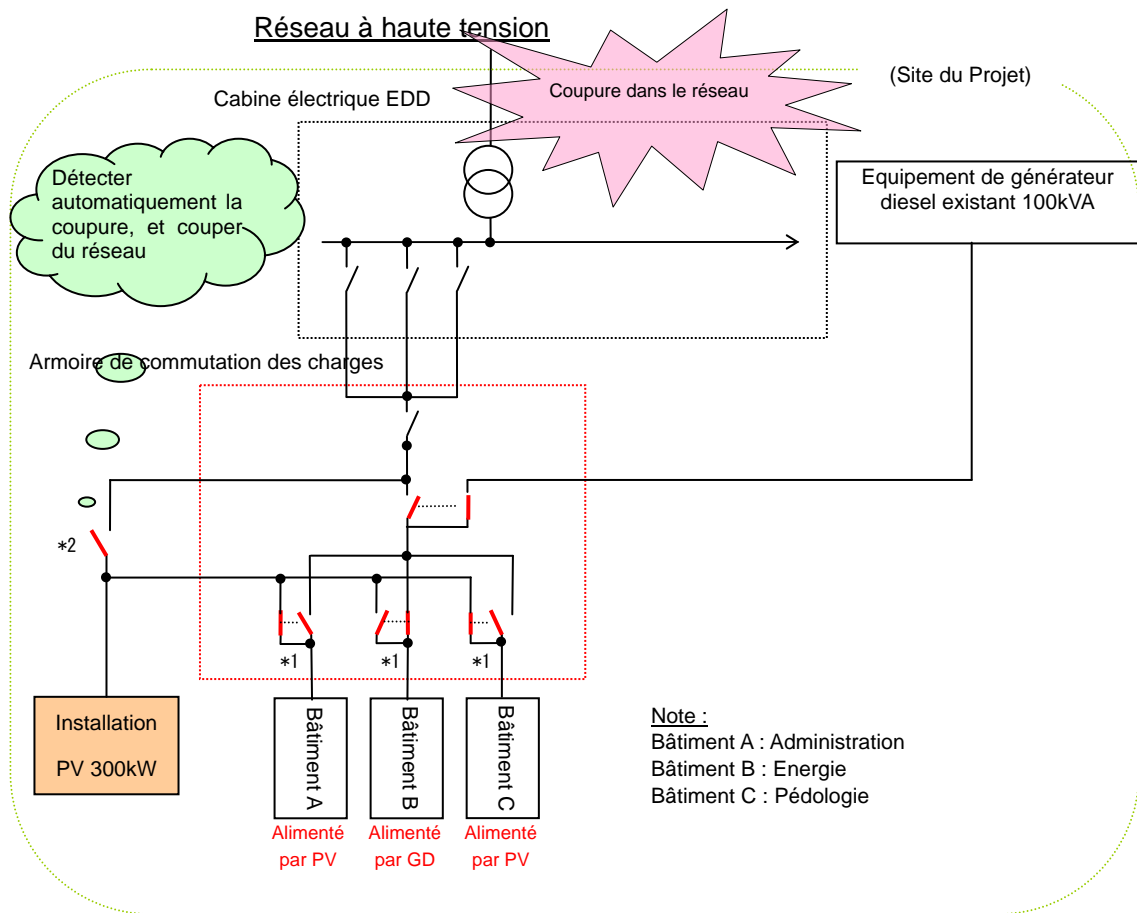 Réseau à haute tension
(Site du Projet)
Cabine électrique EDD
Coupure dans le réseau
Détecter
automatiquement la
coupure, et couper
du réseau
Equipement de générateur
diesel existant 100kVA
Armoire de commutation des charges
*2
*1
*1
*1
Installation
PV 300kW
Bâtiment A
Bâtiment B
Bâtiment C
Alimenté
par PV
Alimenté
par GD
Alimenté
par PV
Note :
Bâtiment A : Administration
Bâtiment B : Energie
Bâtiment C : Pédologie